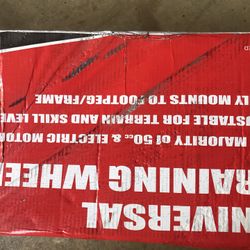 NIVERSAL
RAINING WHEE
MAJORITY of 50cc & ELECTRIC MOTO
USTABLE FOR TERRAIN AND SKILL LEVE
LY MOUNTS TO FOOTPEG/FRAME